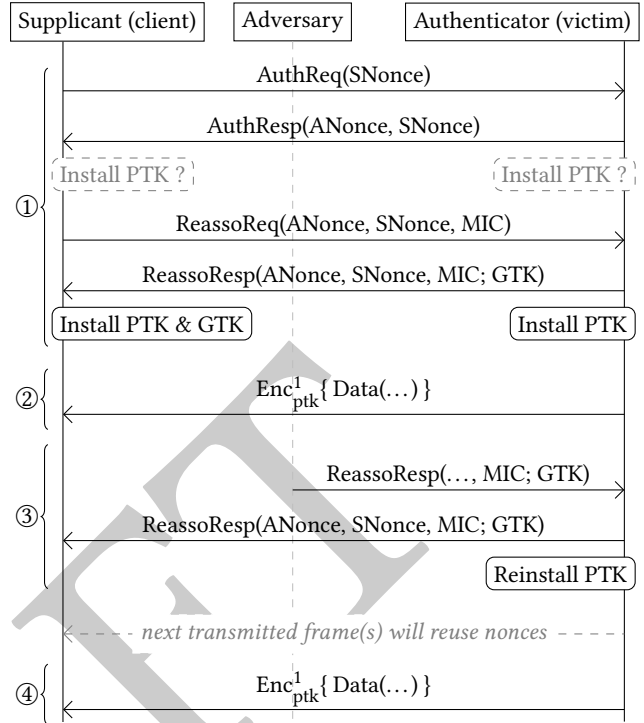 Supplicant (client) Adversary Authenticator (victim)
AuthReq(SNonce)
AuthResp(ANonce, SNonce)
Install PTK ? Install PTK ?
①
ReassoReq(ANonce, SNonce, MIC)
ReassoResp(ANonce, SNonce, MIC; GTK)
Install PTK & GTK Install PTK
② Enc¹ₚₜₖ{ Data(…) }
ReassoResp(…, MIC; GTK)
③
ReassoResp(ANonce, SNonce, MIC; GTK)
Reinstall PTK
next transmitted frame(s) will reuse nonces
④ Enc¹ₚₜₖ{ Data(…) }